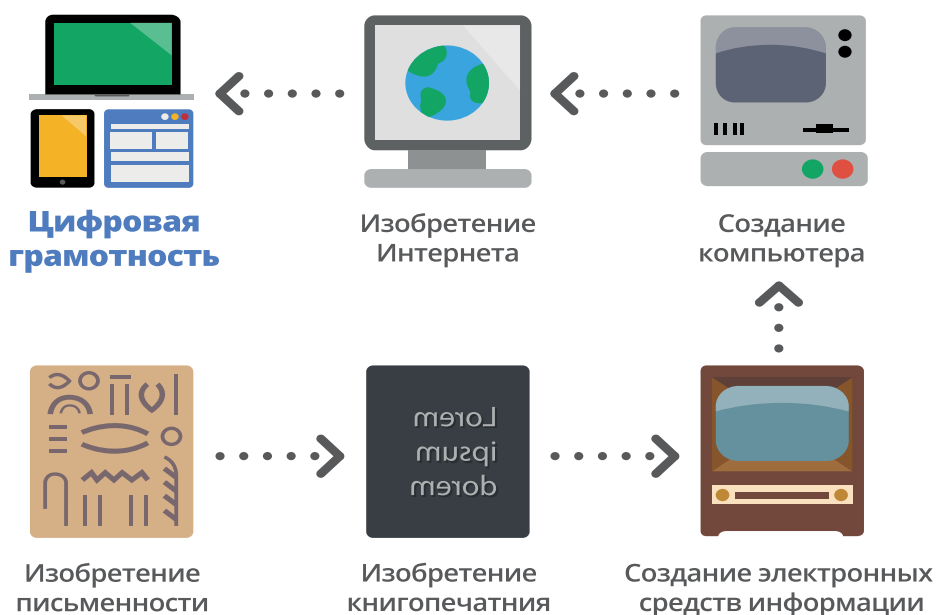 Цифровая
грамотность
Изобретение
Интернета
Создание
компьютера
Lorem
ipsum
dorem
Изобретение
письменности
Изобретение
книгопечатния
Создание электронных
средств информации